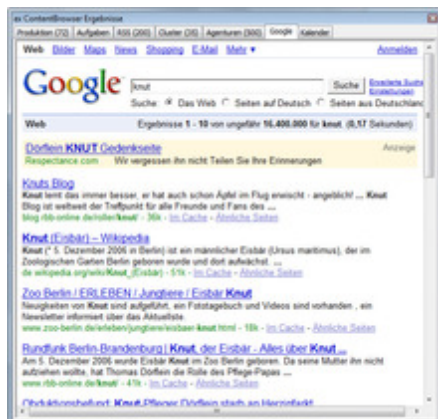 ContentBrowser Ergebnisse
Produktion (72) Aufgaben RSS (200) Cluster (35) Agenturen (300) Google Kalender
Web Bilder Maps News Shopping E-Mail Mehr ▼ Anmelden
Google knut Suche Erweiterte Suche
Einstellungen
Suche: Das Web Seiten auf Deutsch Seiten aus Deutschland
Web Ergebnisse 1 - 10 von ungefähr 16.400.000 für knut. (0,17 Sekunden)
Dörflein KNUT Gedenkseite Anzeige
Respectance.com Wir vergessen ihn nicht Teilen Sie Ihre Erinnerungen
Knuts Blog
Knut lernt das immer besser, er hat auch schon Äpfel im Flug erwischt - angeblich! ... Knut
Blog ist weltweit der Treffpunkt für alle Freunde und Fans des ...
blog.rbb-online.de/roller/knut/ - 36k - Im Cache - Ähnliche Seiten
Knut (Eisbär) – Wikipedia
Knut (* 5. Dezember 2006 in Berlin) ist ein männlicher Eisbär (Ursus maritimus), der im
Zoologischen Garten Berlin geboren wurde und dort aufwächst. ...
de.wikipedia.org/wiki/Knut_(Eisbär) - 51k - Im Cache - Ähnliche Seiten
Zoo Berlin / ERLEBEN / Jungtiere / Eisbär Knut
Neuigkeiten von Knut sind aufgeführt, ein Fotostagebuch und Videos sind vorhanden , ein
Newsletter informiert über das Aktuellste.
www.zoo-berlin.de/erleben/jungtiere/eisbaer-knut.html - 18k - Im Cache - Ähnliche Seiten
Rundfunk Berlin-Brandenburg | Knut, der Eisbär - Alles über Knut ...
Am 5. Dezember 2006 wurde Eisbär Knut im Zoo Berlin geboren. Da seine Mutter ihn nicht
aufziehen wollte, hat Thomas Dörflein die Rolle des Pflege-Papas ...
www.rbb-online.de/knut/ - 41k - Im Cache - Ähnliche Seiten
Obduktionsbefund: Knut-Pfleger Dörflein starb an Herzinfarkt